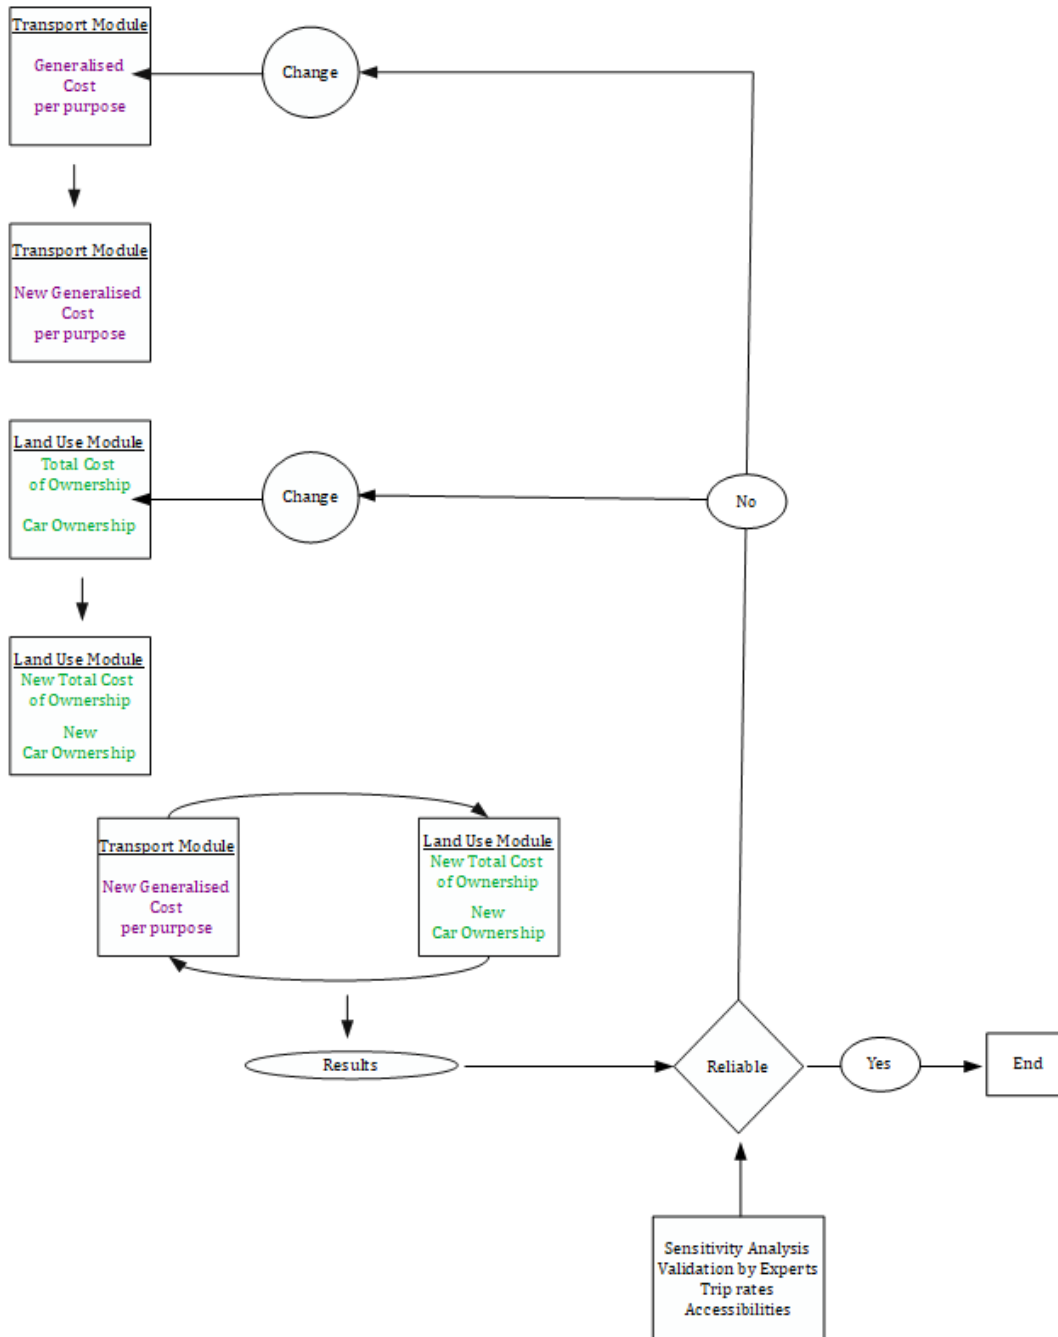 Transport Module
Generalised
Cost
per purpose
Change
Transport Module
New Generalised
Cost
per purpose
Land Use Module
Total Cost
of Ownership
Car Ownership
Change
No
Land Use Module
New Total Cost
of Ownership
New
Car Ownership
Transport Module
New Generalised
Cost
per purpose
Land Use Module
New Total Cost
of Ownership
New
Car Ownership
Results
Reliable
Yes
End
Sensitivity Analysis
Validation by Experts
Trip rates
Accessibilities